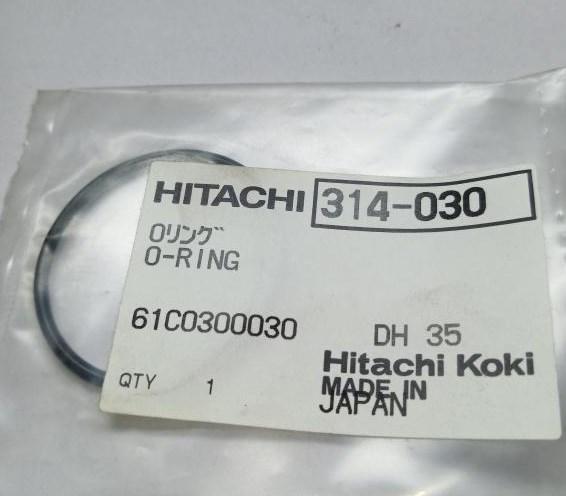 HITACHI 314-030
Oリング
O-RING
61C0300030
DH 35
Hitachi Koki
QTY 1
MADE IN
JAPAN